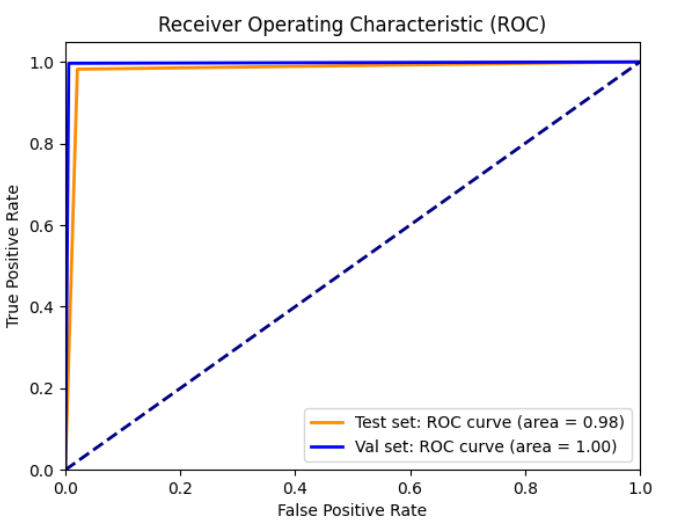 Receiver Operating Characteristic (ROC)
1.0
0.8
0.6
0.4
0.2
0.0
True Positive Rate
Test set: ROC curve (area = 0.98)
Val set: ROC curve (area = 1.00)
0.0 0.2 0.4 0.6 0.8 1.0
False Positive Rate